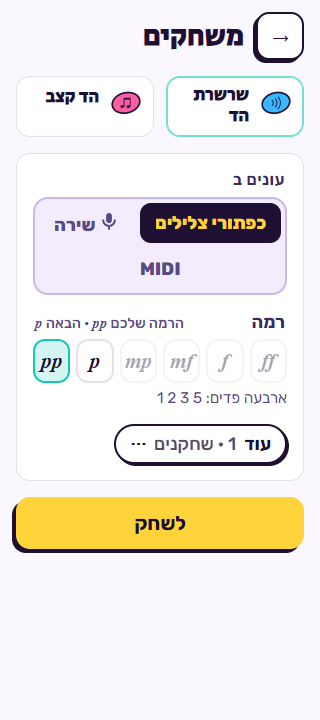 משחקים →
שרשרת הד
הד קצב
עונים ב
כפתורי צלילים שירה
MIDI
רמה הרמה שלכם pp • הבאה p
ff f mf mp p pp
ארבעה פדים: 5 3 2 1
עוד 1 • שחקנים ···
לשחק